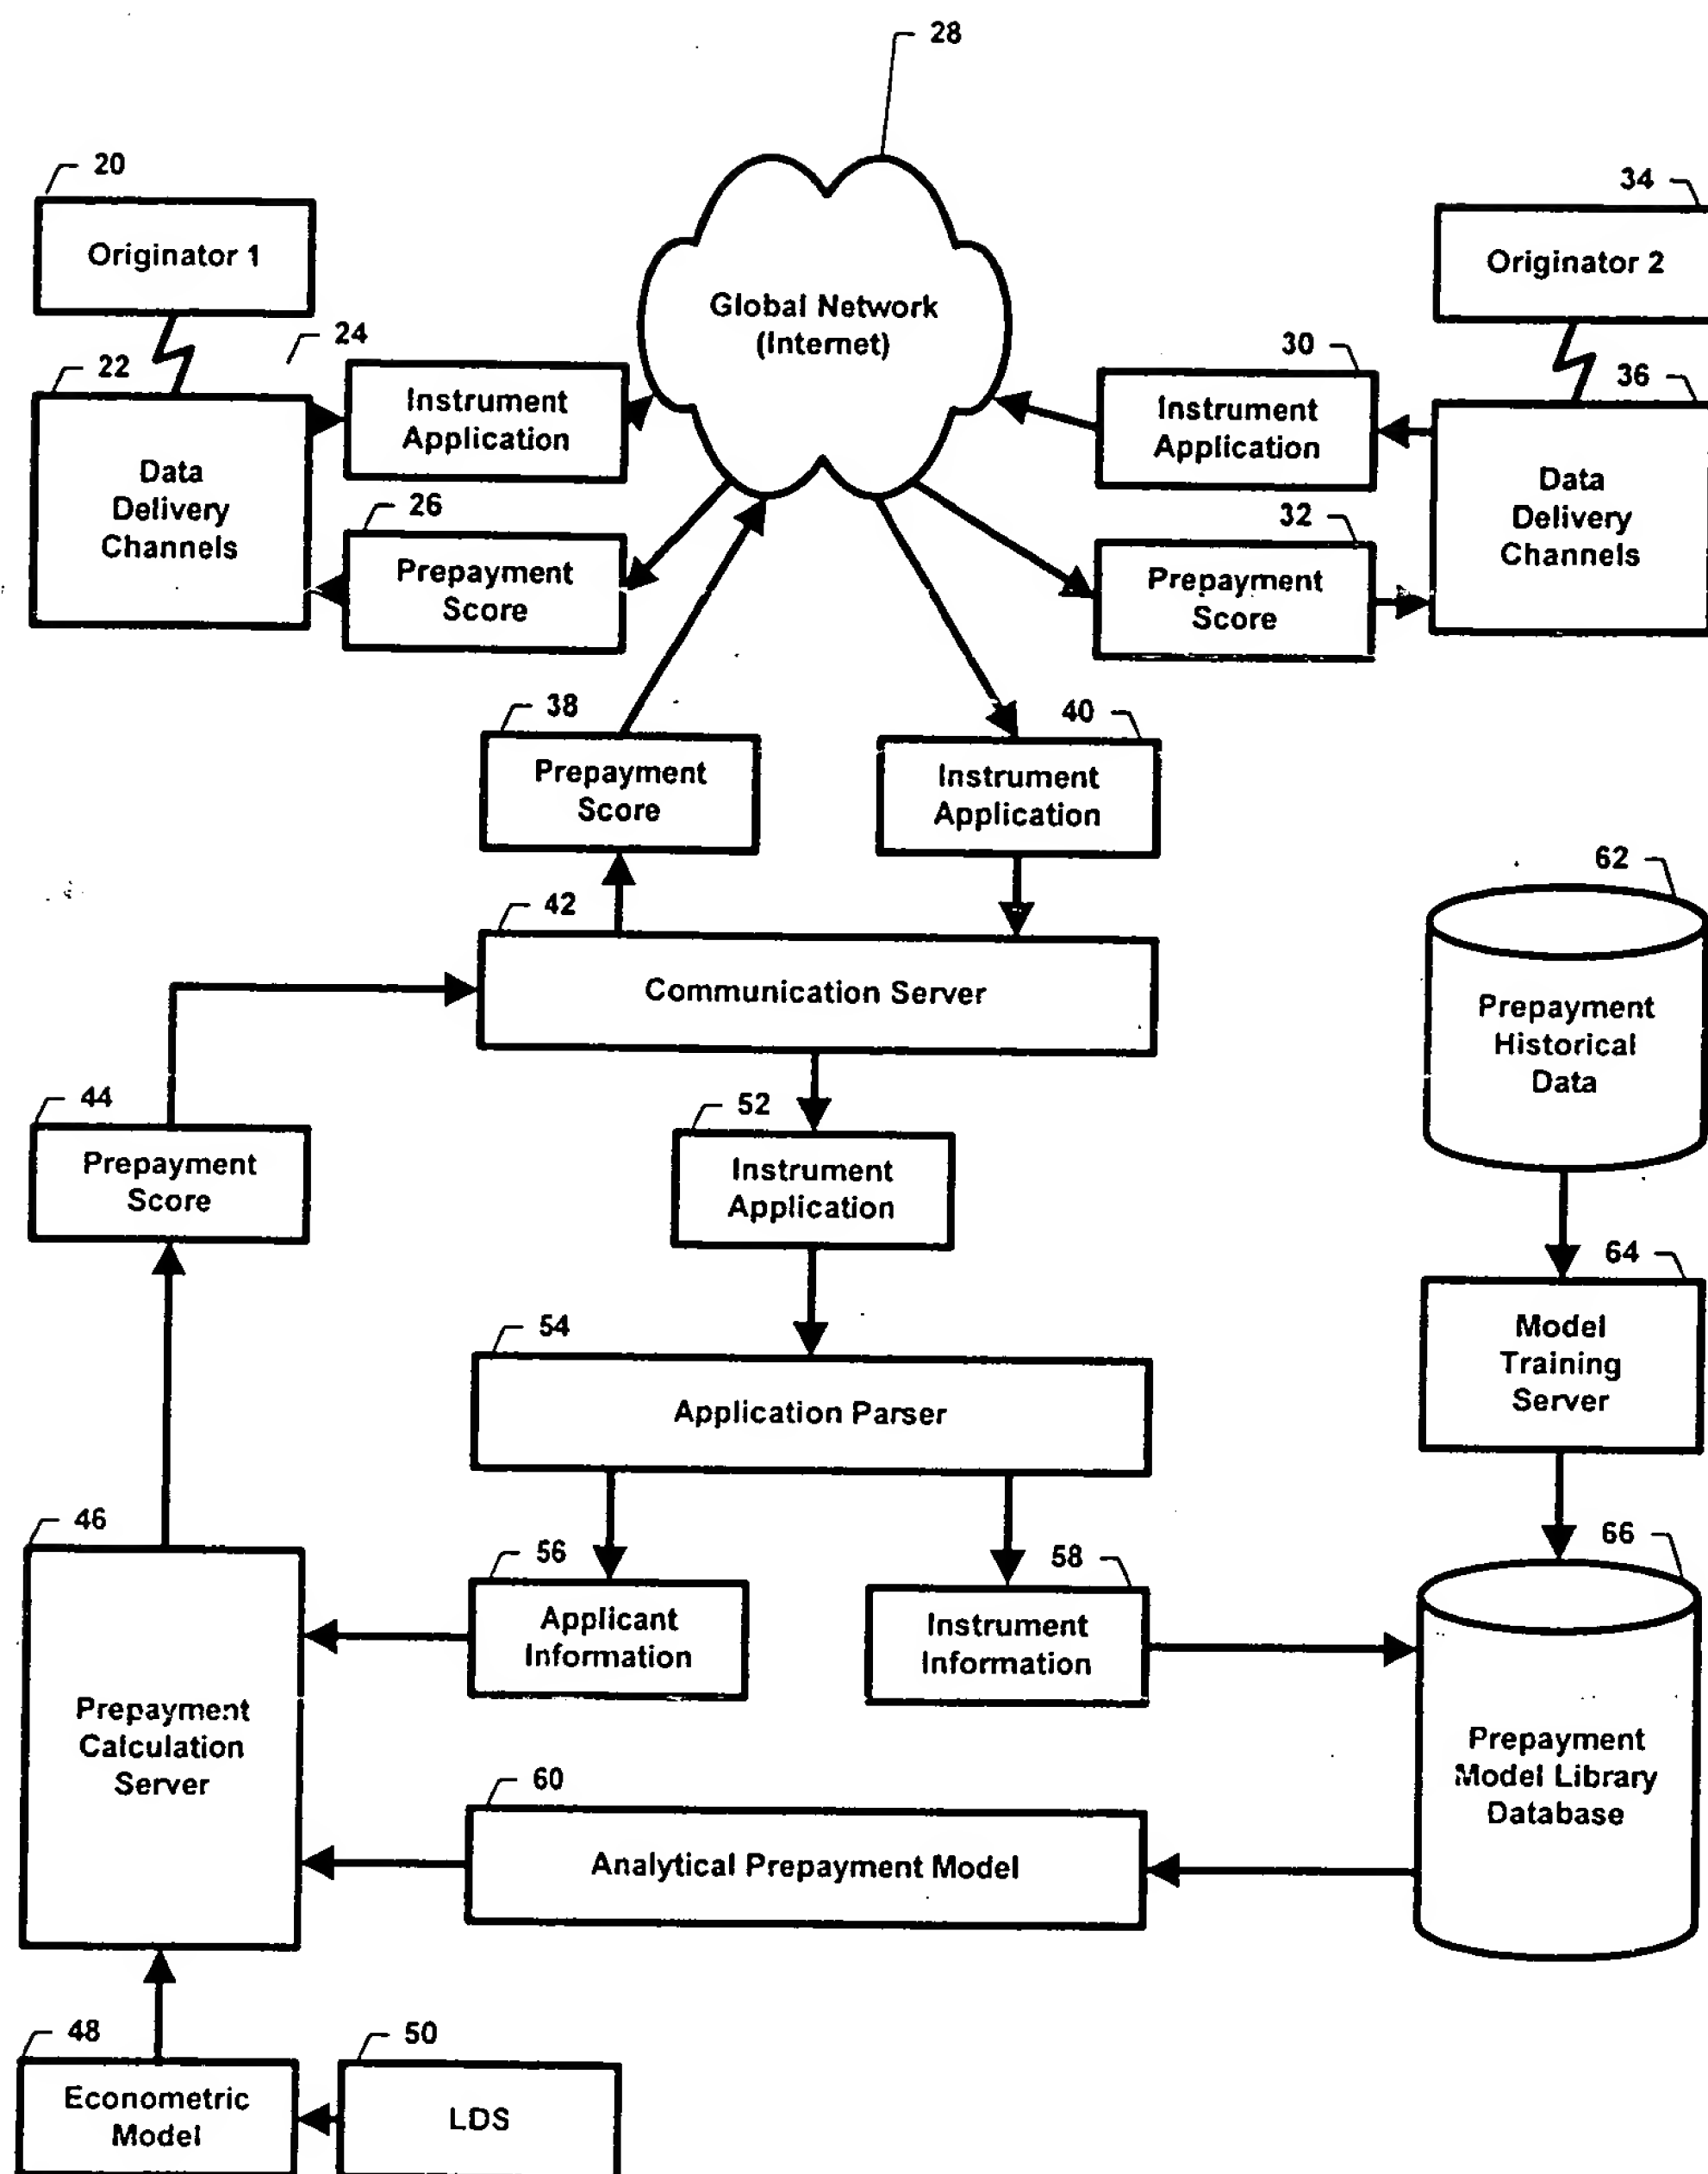 28
20
34
Originator 1
Originator 2
Global Network
(Internet)
24
30
22
36
Instrument
Application
Instrument
Application
Data
Delivery
Channels
Data
Delivery
Channels
26
32
Prepayment
Score
Prepayment
Score
38
40
Prepayment
Score
Instrument
Application
62
42
Communication Server
Prepayment
Historical
Data
44
52
Prepayment
Score
Instrument
Application
64
54
Model
Training
Server
Application Parser
46
56
58
66
Applicant
Information
Instrument
Information
Prepayment
Calculation
Server
Prepayment
Model Library
Database
60
Analytical Prepayment Model
48
50
Econometric
Model
LDS